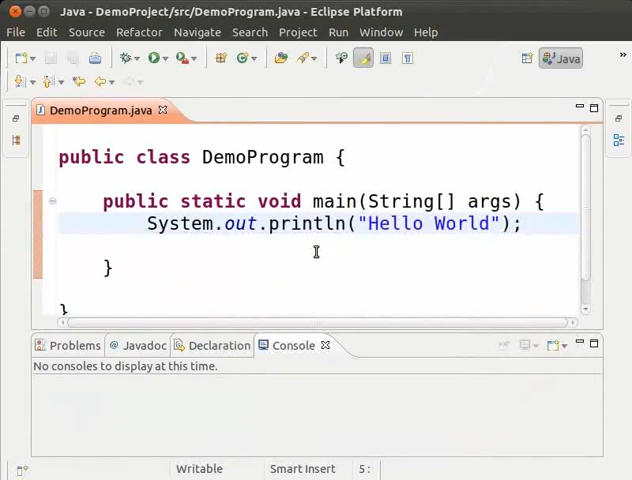 Java - DemoProject/src/DemoProgram.java - Eclipse Platform
File Edit Source Refactor Navigate Search Project Run Window Help
Java
DemoProgram.java
public class DemoProgram {
public static void main(String[] args) {
System.out.println("Hello World");
}
}
Problems @ Javadoc Declaration Console
No consoles to display at this time.
Writable Smart Insert 5 :